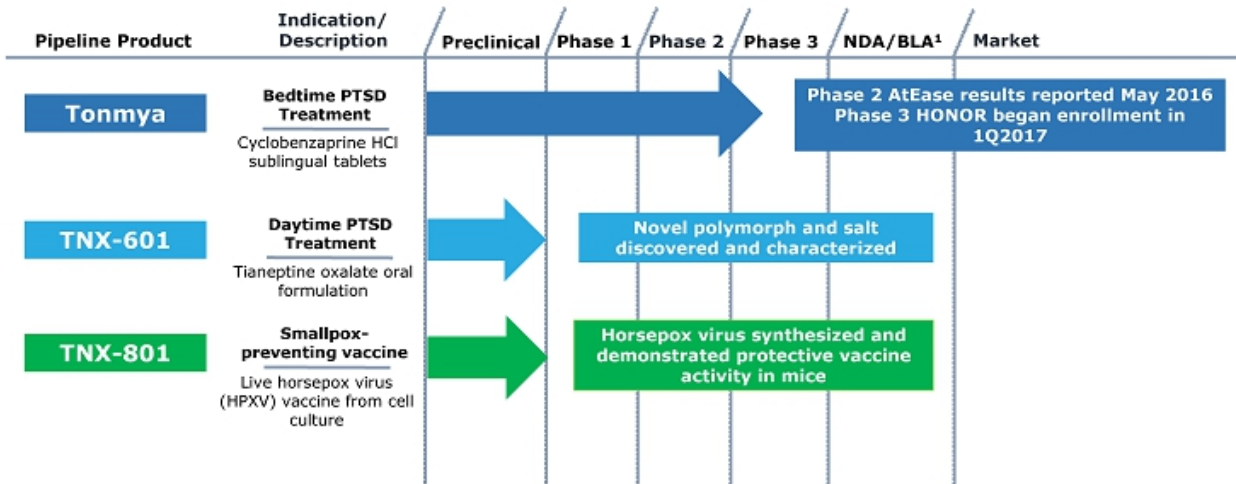 Pipeline Product
Indication/
Description
Preclinical
Phase 1
Phase 2
Phase 3
NDA/BLA¹
Market
Tonmya
Bedtime PTSD
Treatment
Cyclobenzaprine HCl
sublingual tablets
Phase 2 AtEase results reported May 2016
Phase 3 HONOR began enrollment in
1Q2017
TNX-601
Daytime PTSD
Treatment
Tianeptine oxalate oral
formulation
Novel polymorph and salt
discovered and characterized
TNX-801
Smallpox-
preventing vaccine
Live horsepox virus
(HPXV) vaccine from cell
culture
Horsepox virus synthesized and
demonstrated protective vaccine
activity in mice